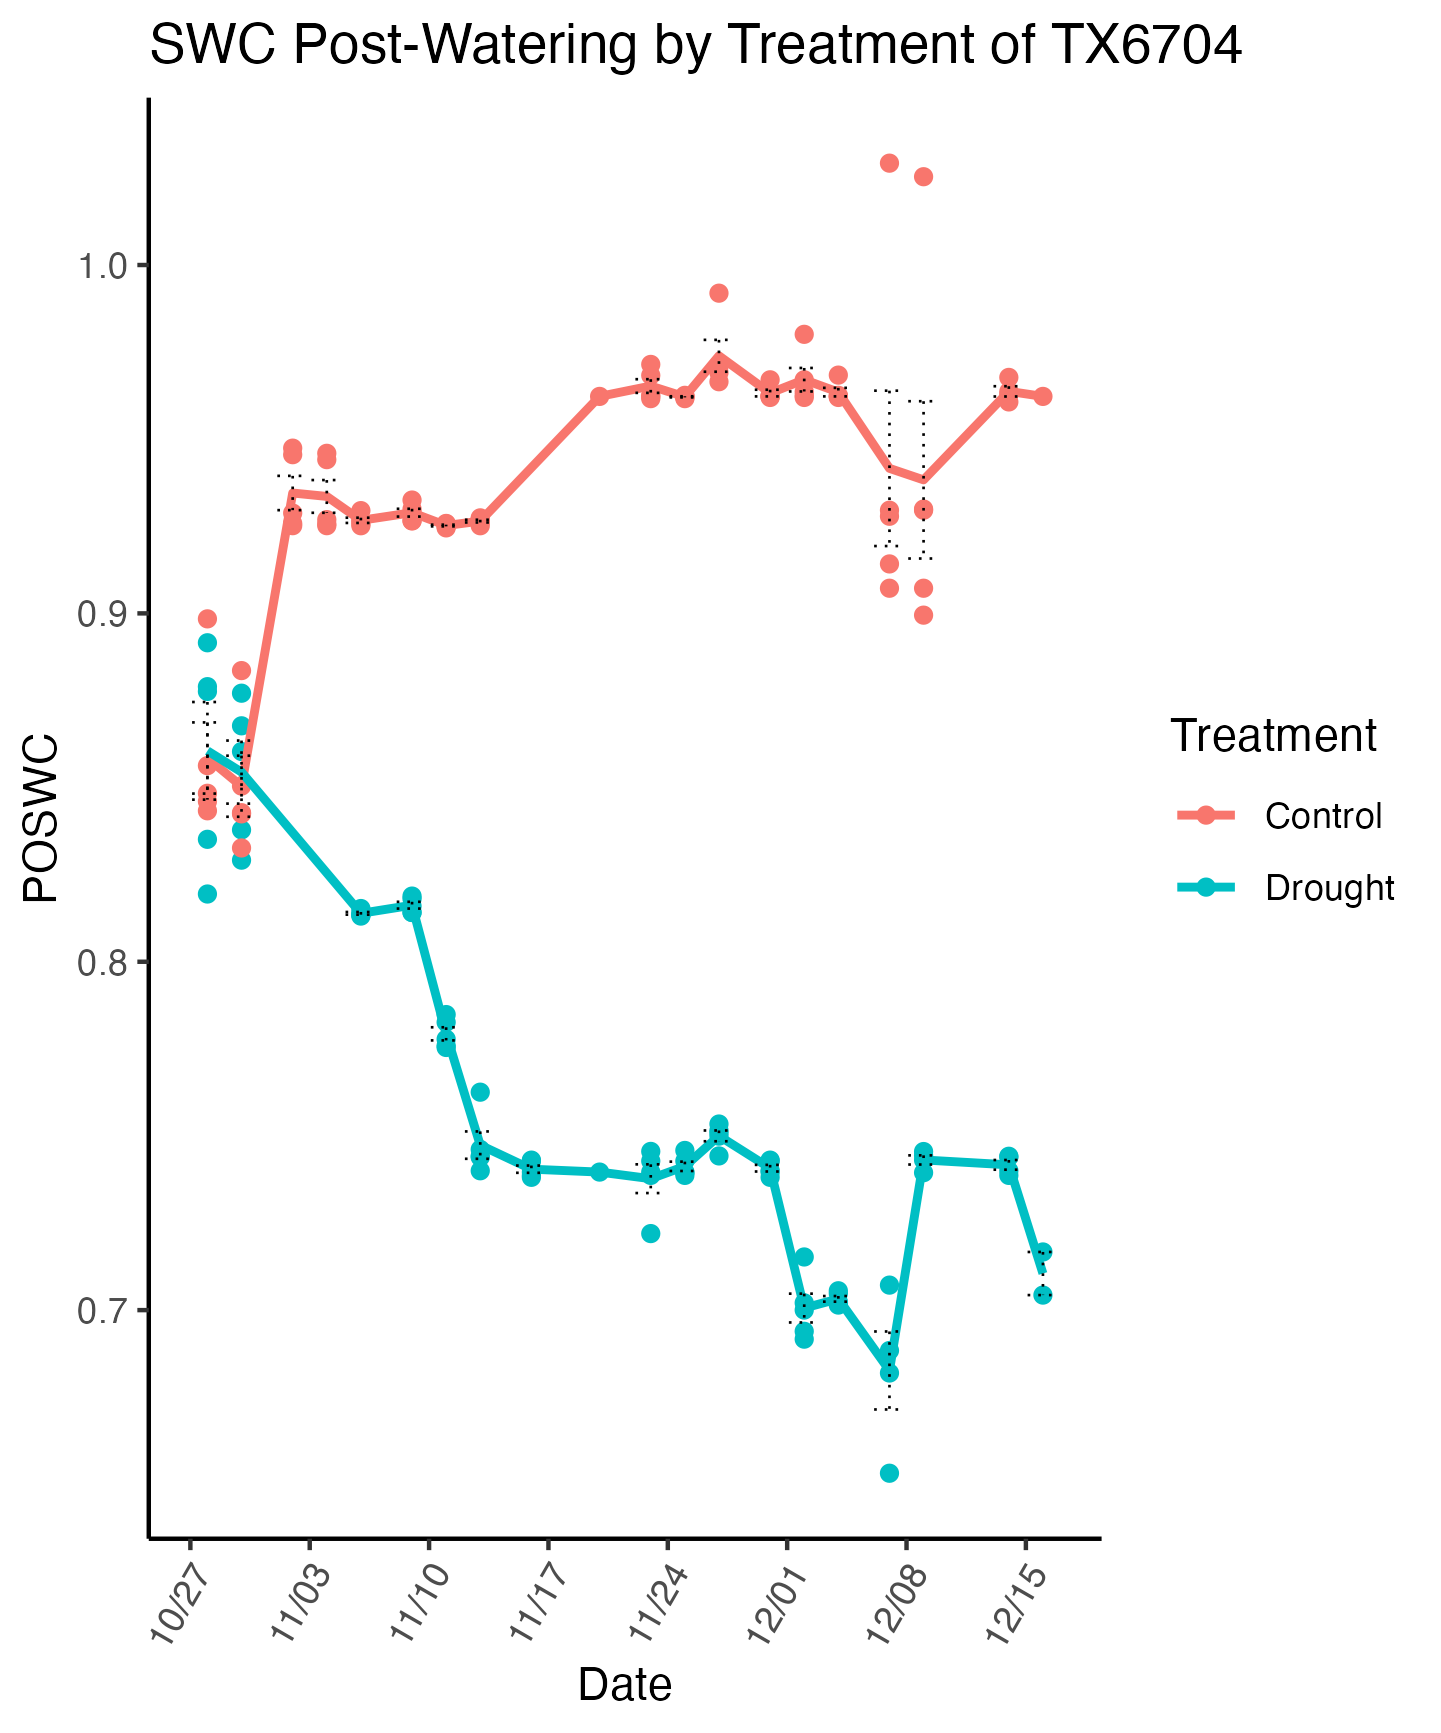 SWC Post-Watering by Treatment of TX6704
1.0
0.9
0.8
0.7
POSWC
10/27
11/03
11/10
11/17
11/24
12/01
12/08
12/15
Date
Treatment
Control
Drought